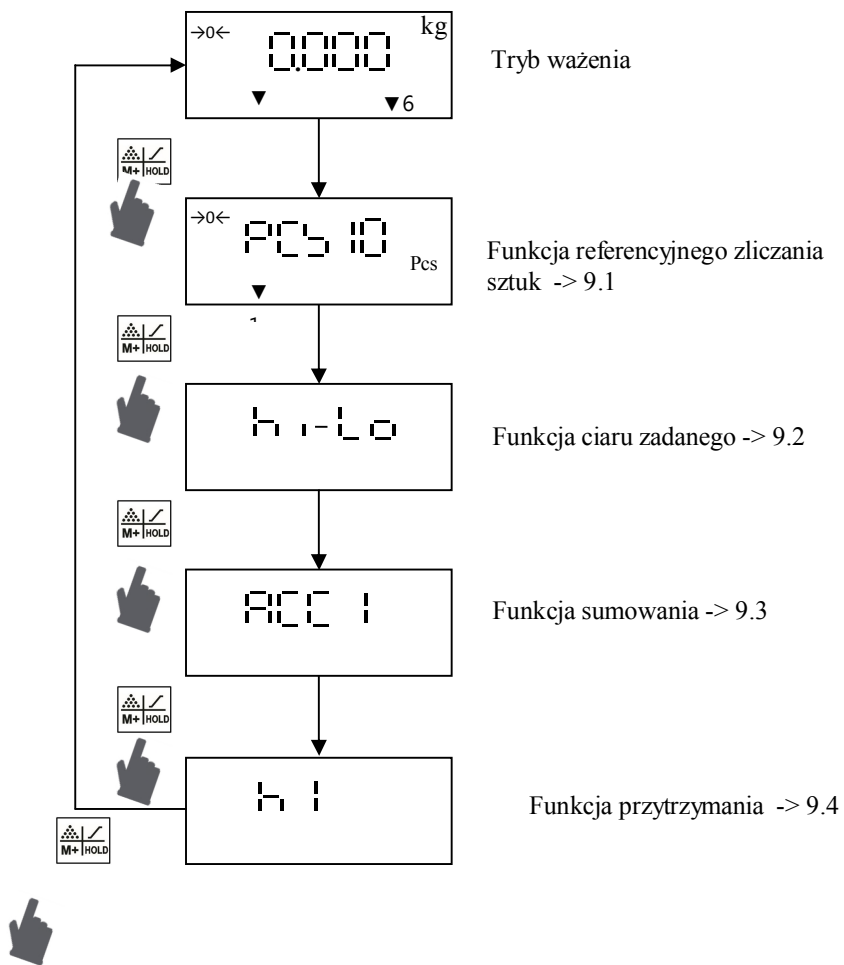 →0← 0.000 kg
▼ ▼6
Tryb ważenia
M+ HOLD
→0← PCS 10 Pcs
▼
Funkcja referencyjnego zliczania
sztuk -> 9.1
M+ HOLD
hi-Lo
Funkcja ciaru zadanego -> 9.2
M+ HOLD
ACC 1
Funkcja sumowania -> 9.3
M+ HOLD
h 1
Funkcja przytrzymania -> 9.4
M+ HOLD